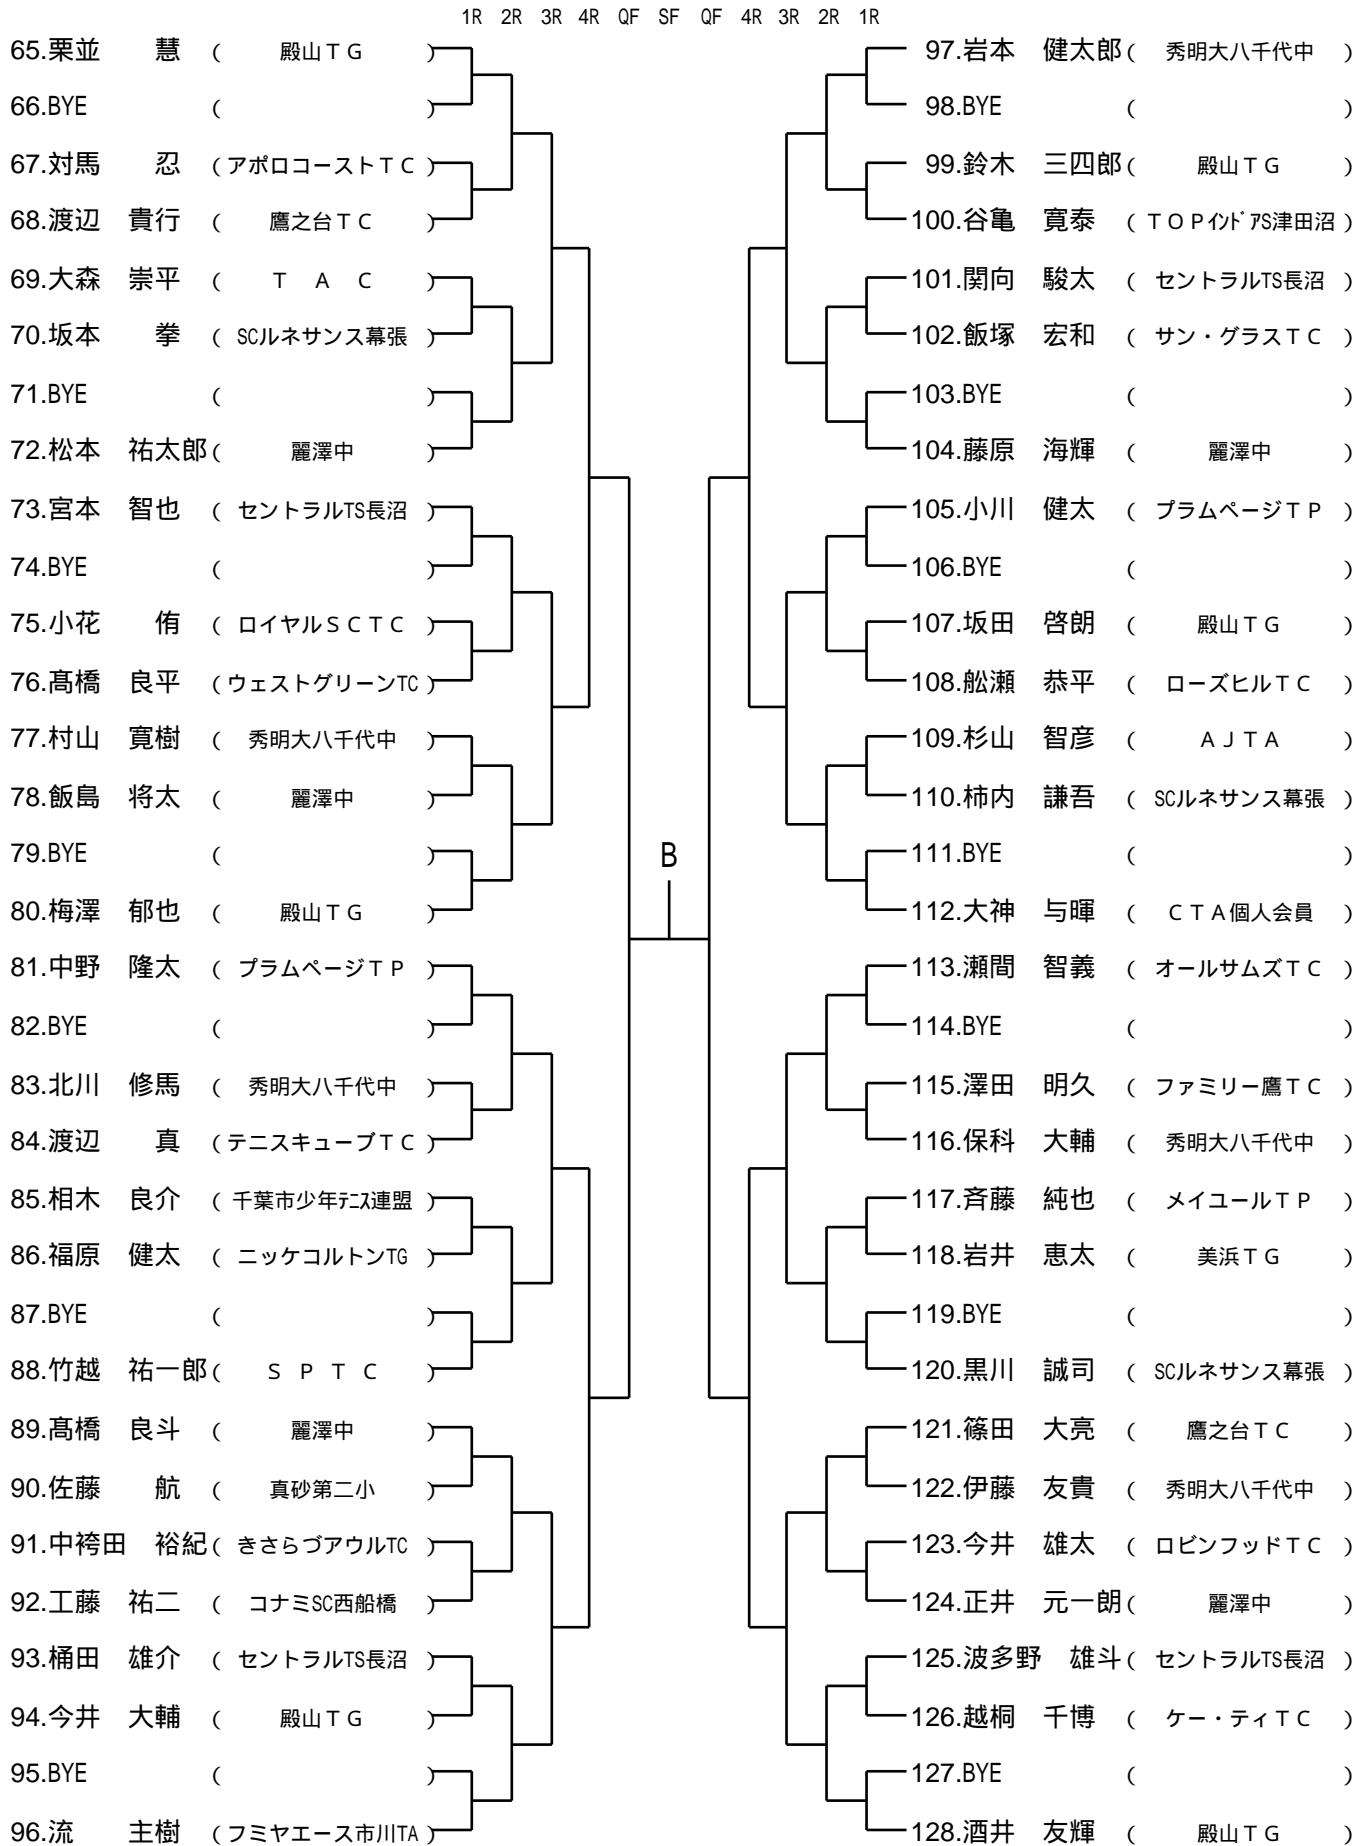 1R 2R 3R 4R QF SF QF 4R 3R 2R 1R
65.栗並 慧 ( 殿山ＴＧ )
66.BYE ( )
67.対馬 忍 (アポロコーストＴＣ)
68.渡辺 貴行 ( 鷹之台ＴＣ )
69.大森 崇平 ( Ｔ Ａ Ｃ )
70.坂本 拳 ( SCルネサンス幕張 )
71.BYE ( )
72.松本 祐太郎( 麗澤中 )
73.宮本 智也 ( セントラルTS長沼 )
74.BYE ( )
75.小花 侑 ( ロイヤルＳＣＴＣ )
76.髙橋 良平 (ウェストグリーンTC)
77.村山 寛樹 ( 秀明大八千代中 )
78.飯島 将太 ( 麗澤中 )
79.BYE ( )
80.梅澤 郁也 ( 殿山ＴＧ )
81.中野 隆太 ( プラムページＴＰ )
82.BYE ( )
83.北川 修馬 ( 秀明大八千代中 )
84.渡辺 真 (テニスキューブＴＣ)
85.相木 良介 ( 千葉市少年ﾃﾆｽ連盟 )
86.福原 健太 ( ニッケコルトンTG )
87.BYE ( )
88.竹越 祐一郎( Ｓ Ｐ Ｔ Ｃ )
89.髙橋 良斗 ( 麗澤中 )
90.佐藤 航 ( 真砂第二小 )
91.中袴田 裕紀( きさらづアウルTC )
92.工藤 祐二 ( コナミSC西船橋 )
93.桶田 雄介 ( セントラルTS長沼 )
94.今井 大輔 ( 殿山ＴＧ )
95.BYE ( )
96.流 主樹 (フミヤエース市川TA)
B
97.岩本 健太郎( 秀明大八千代中 )
98.BYE ( )
99.鈴木 三四郎( 殿山ＴＧ )
100.谷亀 寛泰 (ＴＯＰｲﾝﾄﾞｱS津田沼)
101.関向 駿太 ( セントラルTS長沼 )
102.飯塚 宏和 ( サン・グラスＴＣ )
103.BYE ( )
104.藤原 海輝 ( 麗澤中 )
105.小川 健太 ( プラムページＴＰ )
106.BYE ( )
107.坂田 啓朗 ( 殿山ＴＧ )
108.舩瀬 恭平 ( ローズヒルＴＣ )
109.杉山 智彦 ( ＡＪＴＡ )
110.柿内 謙吾 ( SCルネサンス幕張 )
111.BYE ( )
112.大神 与暉 ( ＣＴＡ個人会員 )
113.瀬間 智義 ( オールサムズＴＣ )
114.BYE ( )
115.澤田 明久 ( ファミリー鷹ＴＣ )
116.保科 大輔 ( 秀明大八千代中 )
117.斉藤 純也 ( メイユールＴＰ )
118.岩井 恵太 ( 美浜ＴＧ )
119.BYE ( )
120.黒川 誠司 ( SCルネサンス幕張 )
121.篠田 大亮 ( 鷹之台ＴＣ )
122.伊藤 友貴 ( 秀明大八千代中 )
123.今井 雄太 ( ロビンフッドＴＣ )
124.正井 元一朗( 麗澤中 )
125.波多野 雄斗( セントラルTS長沼 )
126.越桐 千博 ( ケー・ティＴＣ )
127.BYE ( )
128.酒井 友輝 ( 殿山ＴＧ )